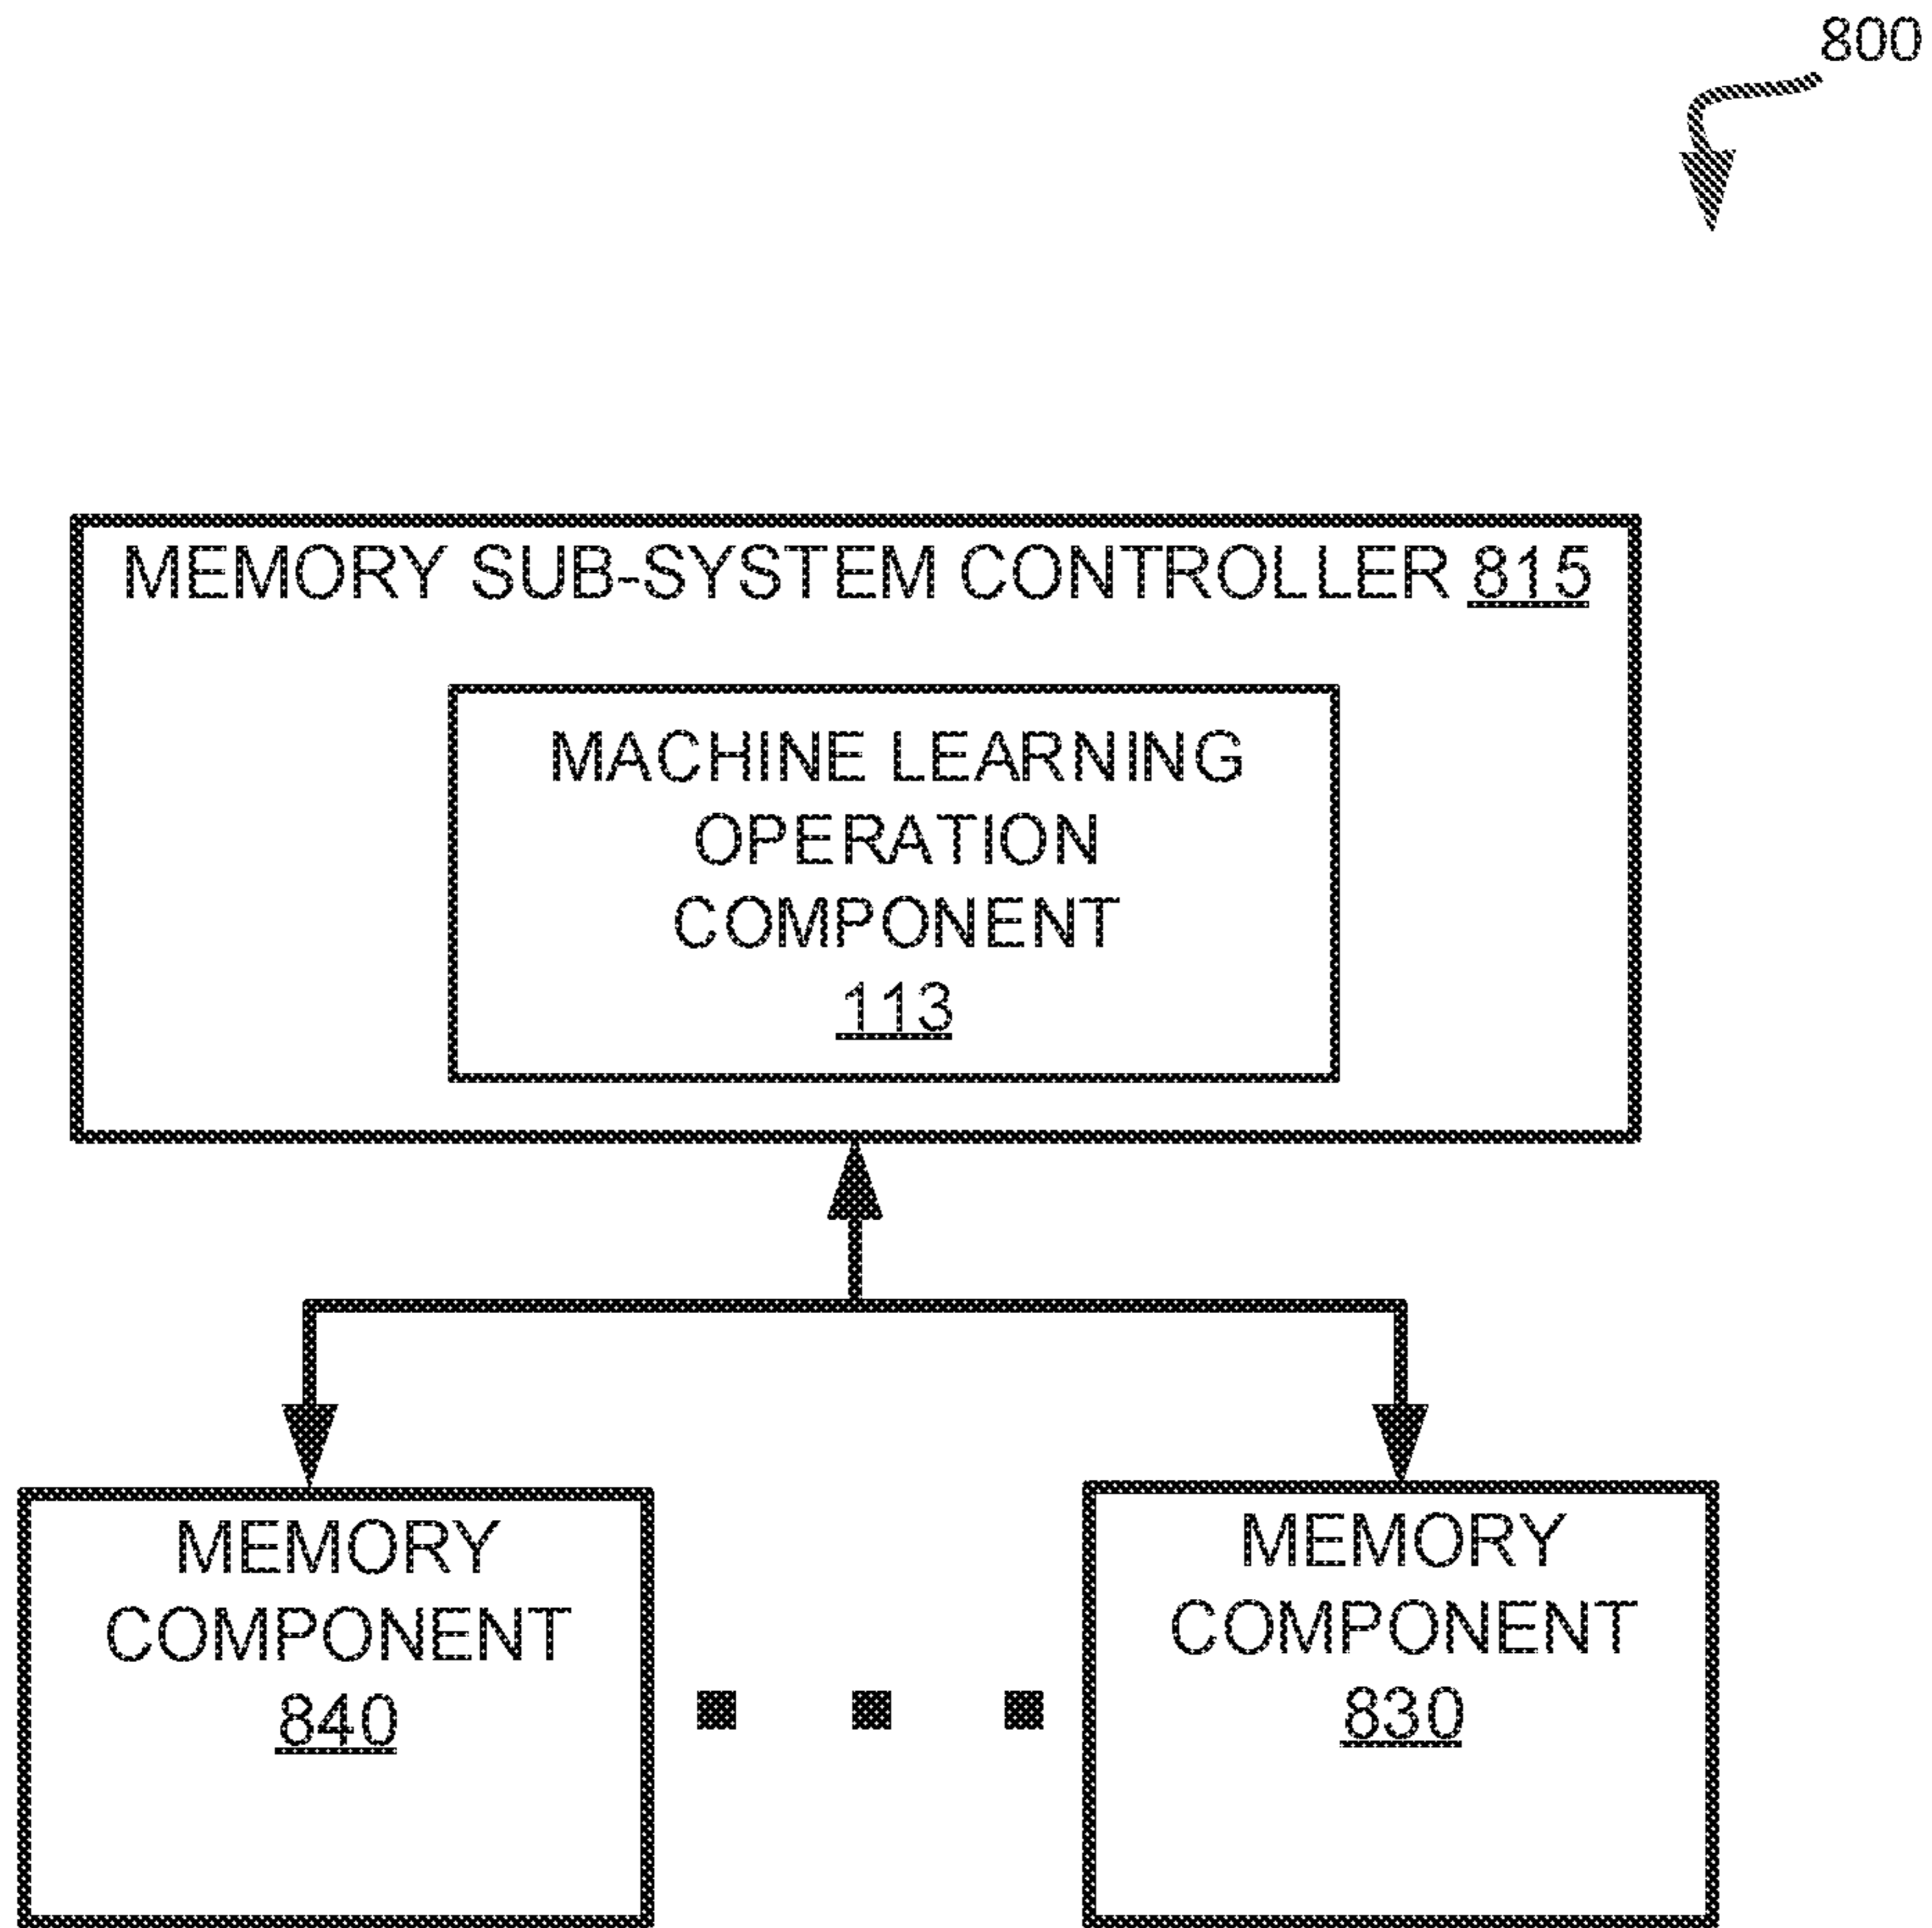 800
MEMORY SUB-SYSTEM CONTROLLER 815
MACHINE LEARNING
OPERATION
COMPONENT
113
MEMORY
COMPONENT
840
MEMORY
COMPONENT
830